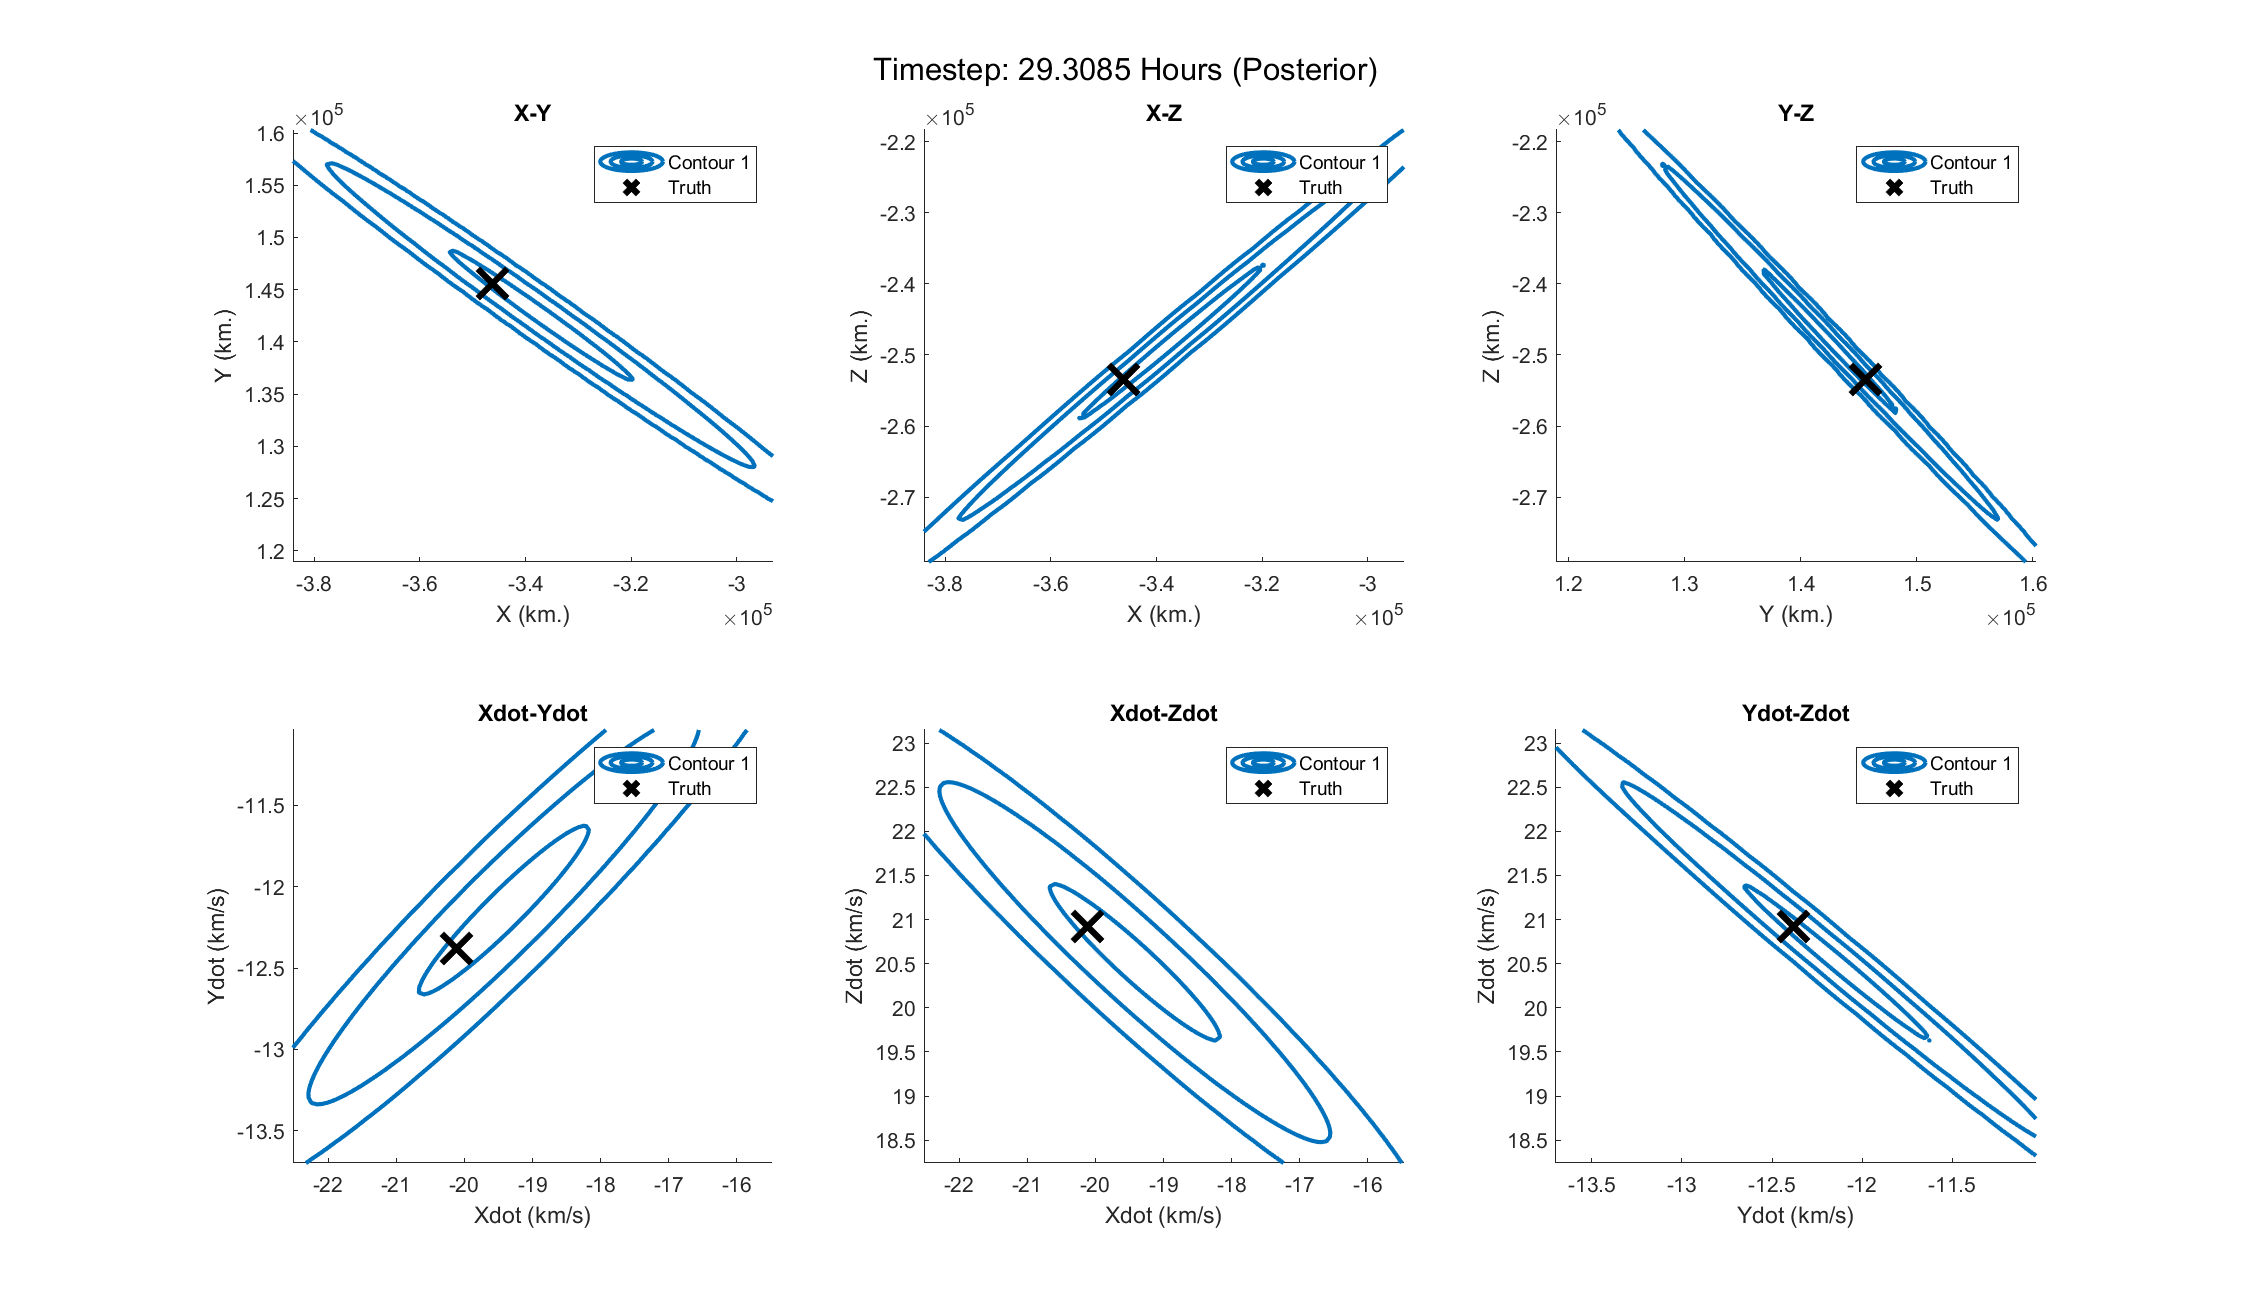 Timestep: 29.3085 Hours (Posterior)
X-Y
×10^5
1.6
1.55
1.5
1.45
1.4
1.35
1.3
1.25
1.2
Y (km.)
-3.8 -3.6 -3.4 -3.2 -3
X (km.)
×10^5
Contour 1
Truth
X-Z
×10^5
-2.2
-2.3
-2.4
-2.5
-2.6
-2.7
Z (km.)
-3.8 -3.6 -3.4 -3.2 -3
X (km.)
×10^5
Contour 1
Truth
Y-Z
×10^5
-2.2
-2.3
-2.4
-2.5
-2.6
-2.7
Z (km.)
1.2 1.3 1.4 1.5 1.6
Y (km.)
×10^5
Contour 1
Truth
Xdot-Ydot
-11.5
-12
-12.5
-13
-13.5
Ydot (km/s)
-22 -21 -20 -19 -18 -17 -16
Xdot (km/s)
Contour 1
Truth
Xdot-Zdot
23
22.5
22
21.5
21
20.5
20
19.5
19
18.5
Zdot (km/s)
-22 -21 -20 -19 -18 -17 -16
Xdot (km/s)
Contour 1
Truth
Ydot-Zdot
23
22.5
22
21.5
21
20.5
20
19.5
19
18.5
Zdot (km/s)
-13.5 -13 -12.5 -12 -11.5
Ydot (km/s)
Contour 1
Truth